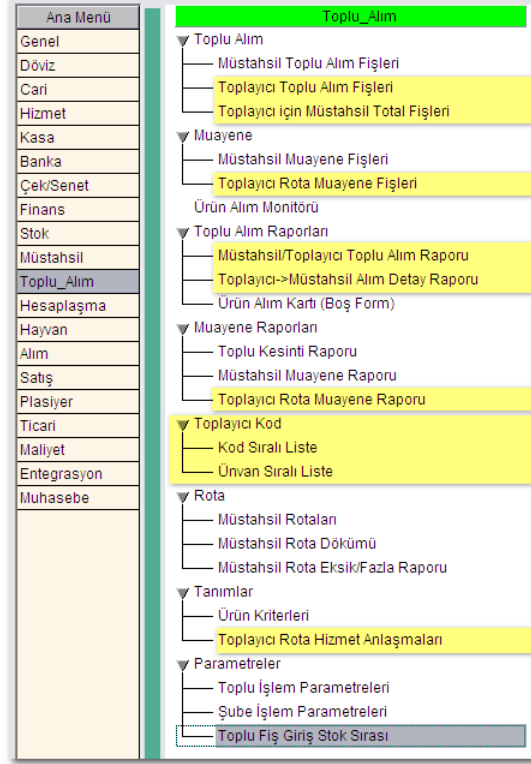 Ana Menü
Genel
Döviz
Cari
Hizmet
Kasa
Banka
Çek/Senet
Finans
Stok
Müstahsil
Toplu_Alım
Hesaplaşma
Hayvan
Alım
Satış
Plasiyer
Ticari
Maliyet
Entegrasyon
Muhasebe
Toplu_Alım
Toplu Alım
Müstahsil Toplu Alım Fişleri
Toplayıcı Toplu Alım Fişleri
Toplayıcı için Müstahsil Total Fişleri
Muayene
Müstahsil Muayene Fişleri
Toplayıcı Rota Muayene Fişleri
Ürün Alım Monitörü
Toplu Alım Raporları
Müstahsil/Toplayıcı Toplu Alım Raporu
Toplayıcı->Müstahsil Alım Detay Raporu
Ürün Alım Kartı (Boş Form)
Muayene Raporları
Toplu Kesinti Raporu
Müstahsil Muayene Raporu
Toplayıcı Rota Muayene Raporu
Toplayıcı Kod
Kod Sıralı Liste
Ünvan Sıralı Liste
Rota
Müstahsil Rotaları
Müstahsil Rota Dökümü
Müstahsil Rota Eksik/Fazla Raporu
Tanımlar
Ürün Kriterleri
Toplayıcı Rota Hizmet Anlaşmaları
Parametreler
Toplu İşlem Parametreleri
Şube İşlem Parametreleri
Toplu Fiş Giriş Stok Sırası